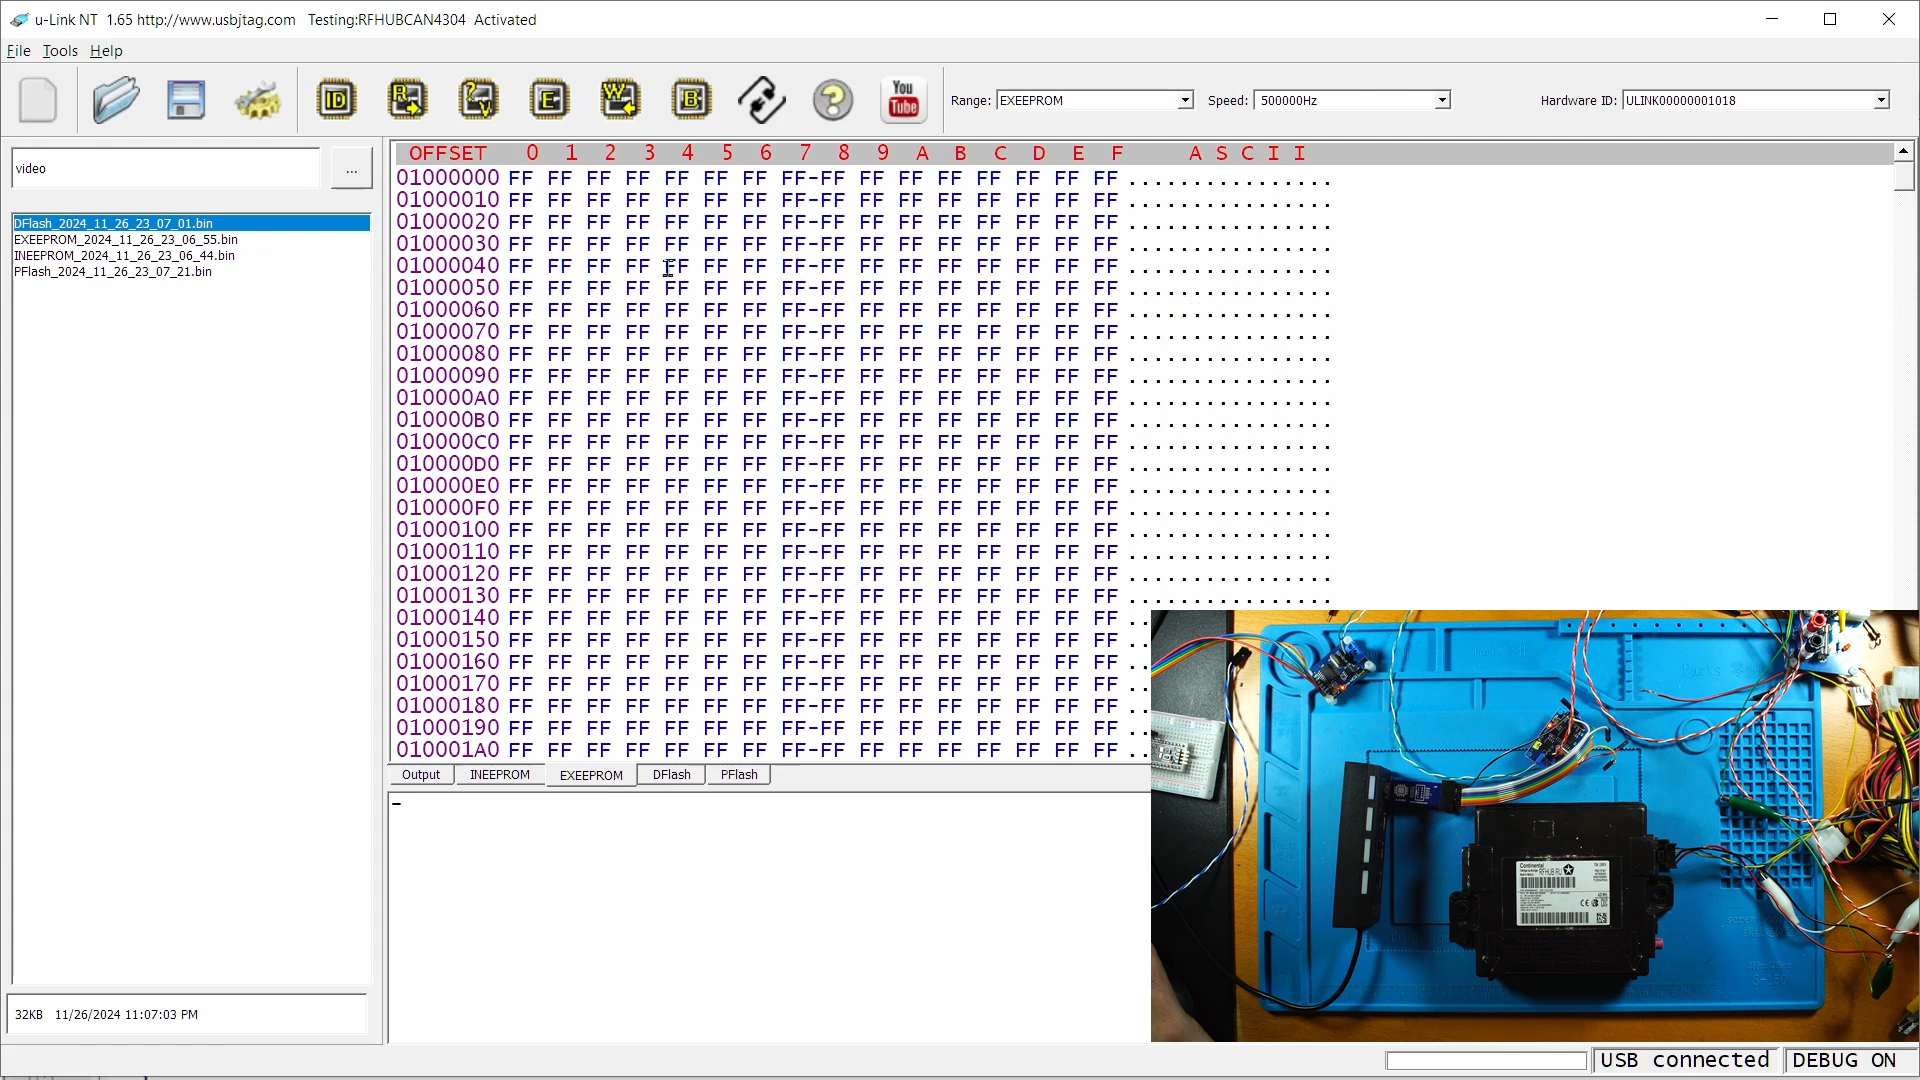 u-Link NT 1.65 http://www.usbjtag.com Testing:RFHUBCAN4304 Activated
File Tools Help
ID R ? V E W B ? You Tube Range: EXEEPROM Speed: 500000Hz Hardware ID: ULINK00000001018
video ...
DFlash_2024_11_26_23_07_01.bin
EXEEPROM_2024_11_26_23_06_55.bin
INEEPROM_2024_11_26_23_06_44.bin
PFlash_2024_11_26_23_07_21.bin
32KB 11/26/2024 11:07:03 PM
OFFSET 0 1 2 3 4 5 6 7 8 9 A B C D E F A S C I I
01000000 FF FF FF FF FF FF FF FF-FF FF FF FF FF FF FF FF ................
01000010 FF FF FF FF FF FF FF FF-FF FF FF FF FF FF FF FF ................
01000020 FF FF FF FF FF FF FF FF-FF FF FF FF FF FF FF FF ................
01000030 FF FF FF FF FF FF FF FF-FF FF FF FF FF FF FF FF ................
01000040 FF FF FF FF FF FF FF FF-FF FF FF FF FF FF FF FF ................
01000050 FF FF FF FF FF FF FF FF-FF FF FF FF FF FF FF FF ................
01000060 FF FF FF FF FF FF FF FF-FF FF FF FF FF FF FF FF ................
01000070 FF FF FF FF FF FF FF FF-FF FF FF FF FF FF FF FF ................
01000080 FF FF FF FF FF FF FF FF-FF FF FF FF FF FF FF FF ................
01000090 FF FF FF FF FF FF FF FF-FF FF FF FF FF FF FF FF ................
010000A0 FF FF FF FF FF FF FF FF-FF FF FF FF FF FF FF FF ................
010000B0 FF FF FF FF FF FF FF FF-FF FF FF FF FF FF FF FF ................
010000C0 FF FF FF FF FF FF FF FF-FF FF FF FF FF FF FF FF ................
010000D0 FF FF FF FF FF FF FF FF-FF FF FF FF FF FF FF FF ................
010000E0 FF FF FF FF FF FF FF FF-FF FF FF FF FF FF FF FF ................
010000F0 FF FF FF FF FF FF FF FF-FF FF FF FF FF FF FF FF ................
01000100 FF FF FF FF FF FF FF FF-FF FF FF FF FF FF FF FF ................
01000110 FF FF FF FF FF FF FF FF-FF FF FF FF FF FF FF FF ................
01000120 FF FF FF FF FF FF FF FF-FF FF FF FF FF FF FF FF ................
01000130 FF FF FF FF FF FF FF FF-FF FF FF FF FF FF FF FF ................
01000140 FF FF FF FF FF FF FF FF-FF FF FF FF FF FF FF FF ..
01000150 FF FF FF FF FF FF FF FF-FF FF FF FF FF FF FF FF ..
01000160 FF FF FF FF FF FF FF FF-FF FF FF FF FF FF FF FF ..
01000170 FF FF FF FF FF FF FF FF-FF FF FF FF FF FF FF FF ..
01000180 FF FF FF FF FF FF FF FF-FF FF FF FF FF FF FF FF ..
01000190 FF FF FF FF FF FF FF FF-FF FF FF FF FF FF FF FF ..
010001A0 FF FF FF FF FF FF FF FF-FF FF FF FF FF FF FF FF ..
Output INEEPROM EXEEPROM DFlash PFlash
Continental
RFHUB RU
USB connected DEBUG ON